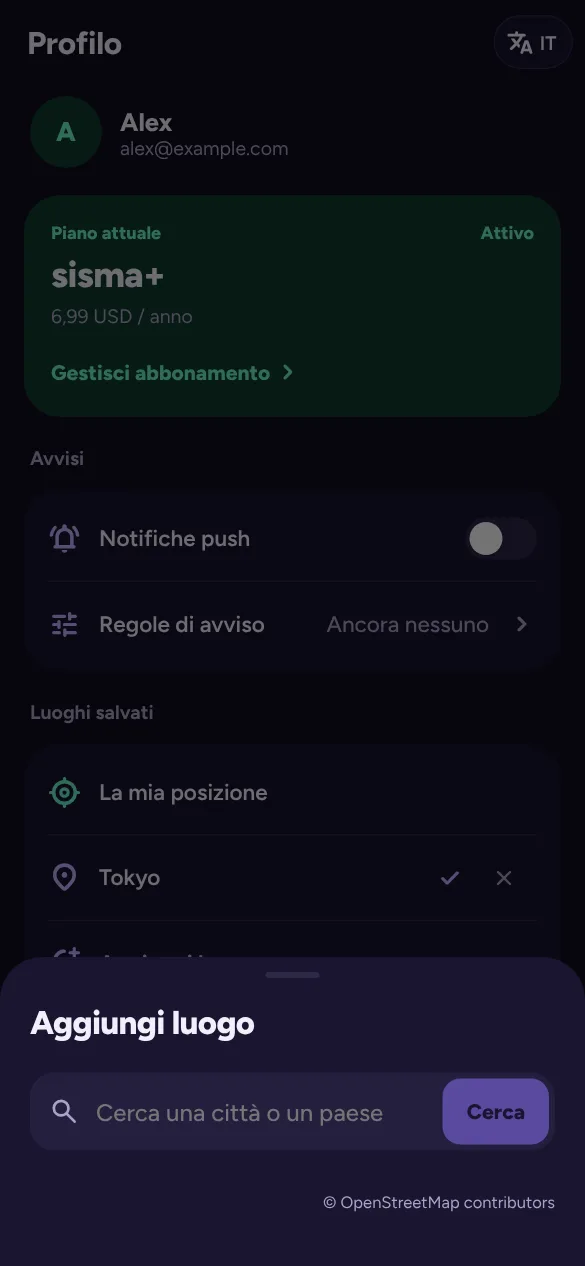 Profilo
IT
A
Alex
alex@example.com
Piano attuale
Attivo
sisma+
6,99 USD / anno
Gestisci abbonamento
Avvisi
Notifiche push
Regole di avviso
Ancora nessuno
Luoghi salvati
La mia posizione
Tokyo
Aggiungi luogo
Cerca una città o un paese
Cerca
© OpenStreetMap contributors